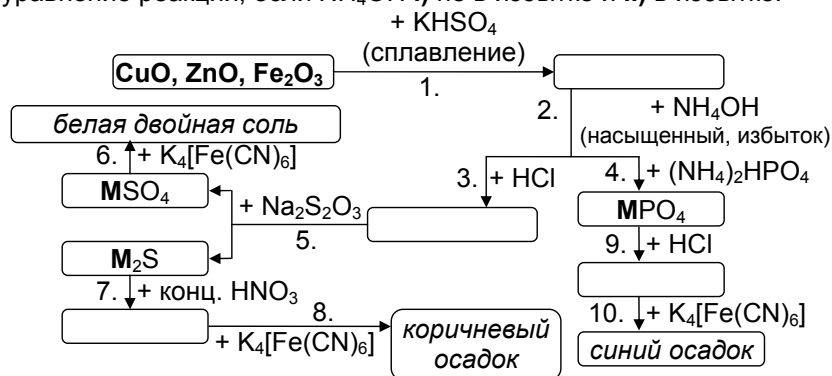 уравнение реакции, если NH₄OH i) не в избытке и ii) в избытке.
+ KHSO₄
(сплавление)
CuO, ZnO, Fe₂O₃
1.
2.
+ NH₄OH
(насыщенный, избыток)
белая двойная соль
6. + K₄[Fe(CN)₆]
3. + HCl
4. + (NH₄)₂HPO₄
MSO₄
MPO₄
+ Na₂S₂O₃
5.
9. + HCl
M₂S
7. + конц. HNO₃
8.
+ K₄[Fe(CN)₆]
10. + K₄[Fe(CN)₆]
коричневый
осадок
синий осадок